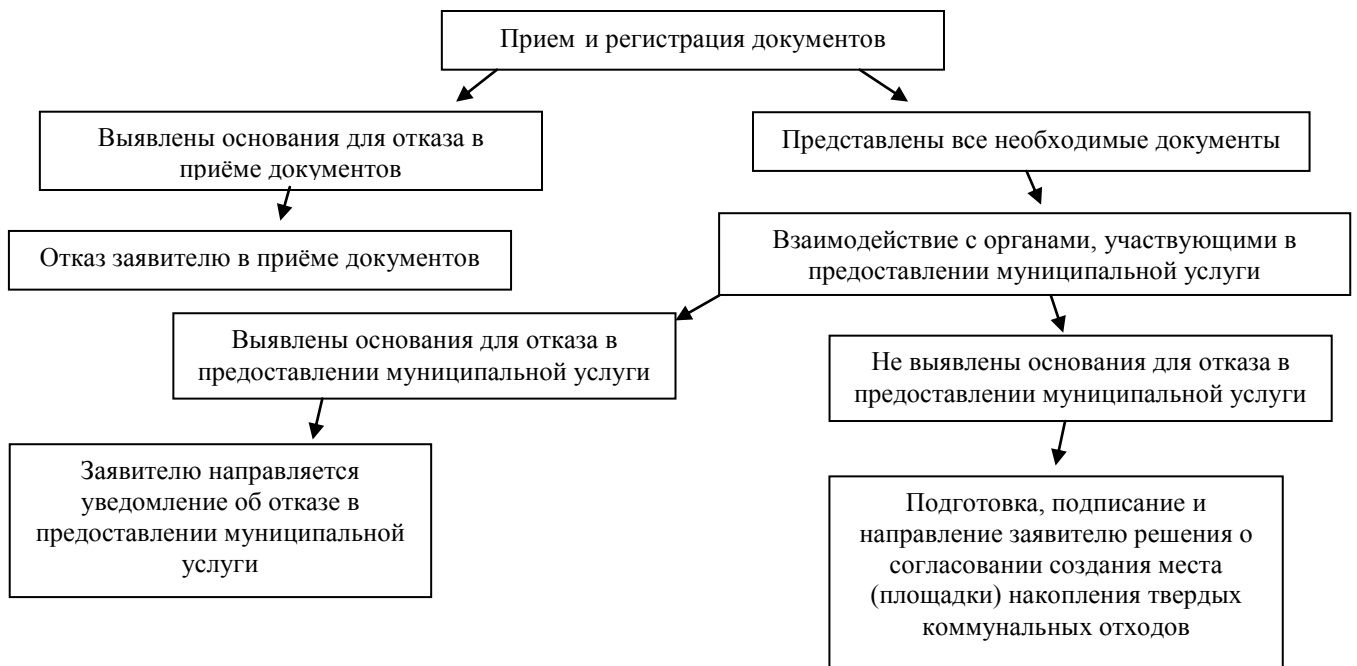 Прием и регистрация документов
Выявлены основания для отказа в
приёме документов
Представлены все необходимые документы
Отказ заявителю в приёме документов
Взаимодействие с органами, участвующими в
предоставлении муниципальной услуги
Выявлены основания для отказа в
предоставлении муниципальной услуги
Не выявлены основания для отказа в
предоставлении муниципальной услуги
Заявителю направляется
уведомление об отказе в
предоставлении муниципальной
услуги
Подготовка, подписание и
направление заявителю решения о
согласовании создания места
(площадки) накопления твердых
коммунальных отходов